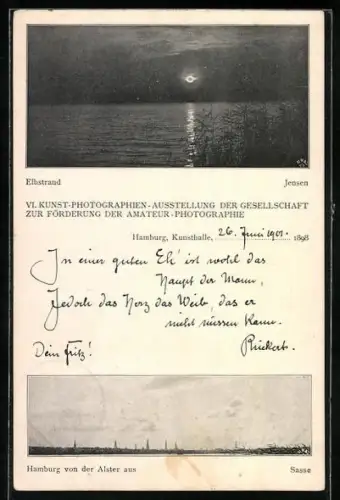 Elbstrand Jensen
VI. KUNST-PHOTOGRAPHIEN-AUSSTELLUNG DER GESELLSCHAFT
ZUR FÖRDERUNG DER AMATEUR-PHOTOGRAPHIE
Hamburg, Kunsthalle, 26. Juni 1901. 1898
In einer guten Eh' ist wohl das
Haupt der Mann,
Jedoch das Herz das Weib, das er
nicht missen kann.
Dein Fritz! Rückert.
Hamburg von der Alster aus Sasse